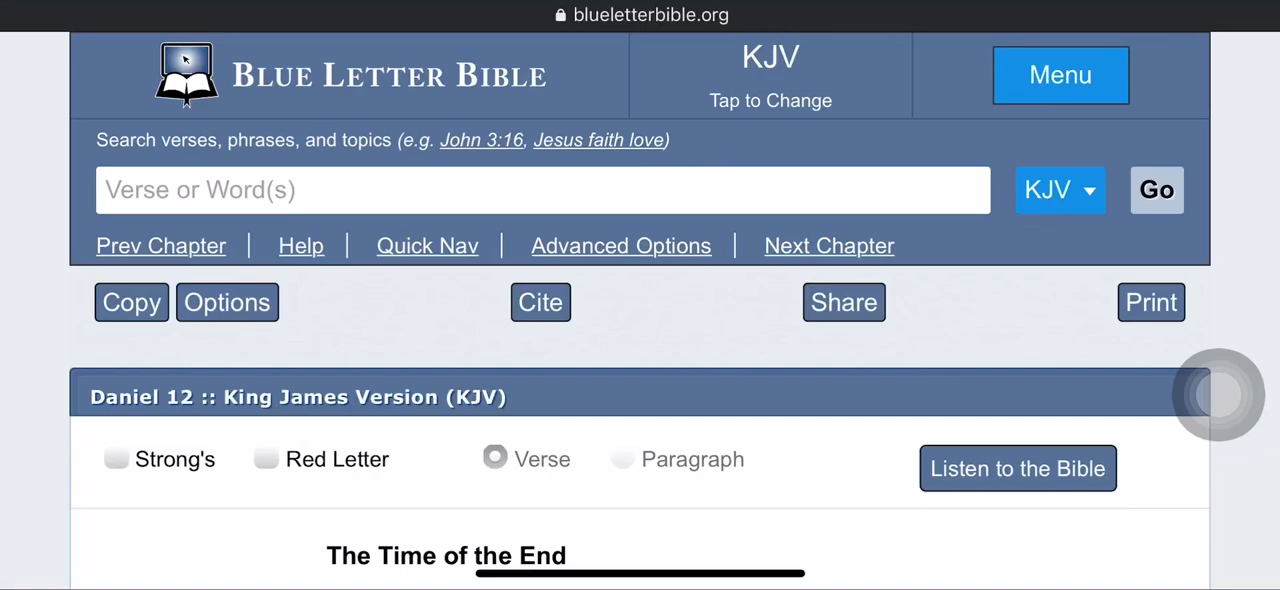 blueletterbible.org
BLUE LETTER BIBLE
KJV
Tap to Change
Menu
Search verses, phrases, and topics (e.g. John 3:16, Jesus faith love)
Verse or Word(s)
KJV
Go
Prev Chapter | Help | Quick Nav | Advanced Options | Next Chapter
Copy Options Cite Share Print
Daniel 12 :: King James Version (KJV)
Strong's Red Letter Verse Paragraph Listen to the Bible
The Time of the End